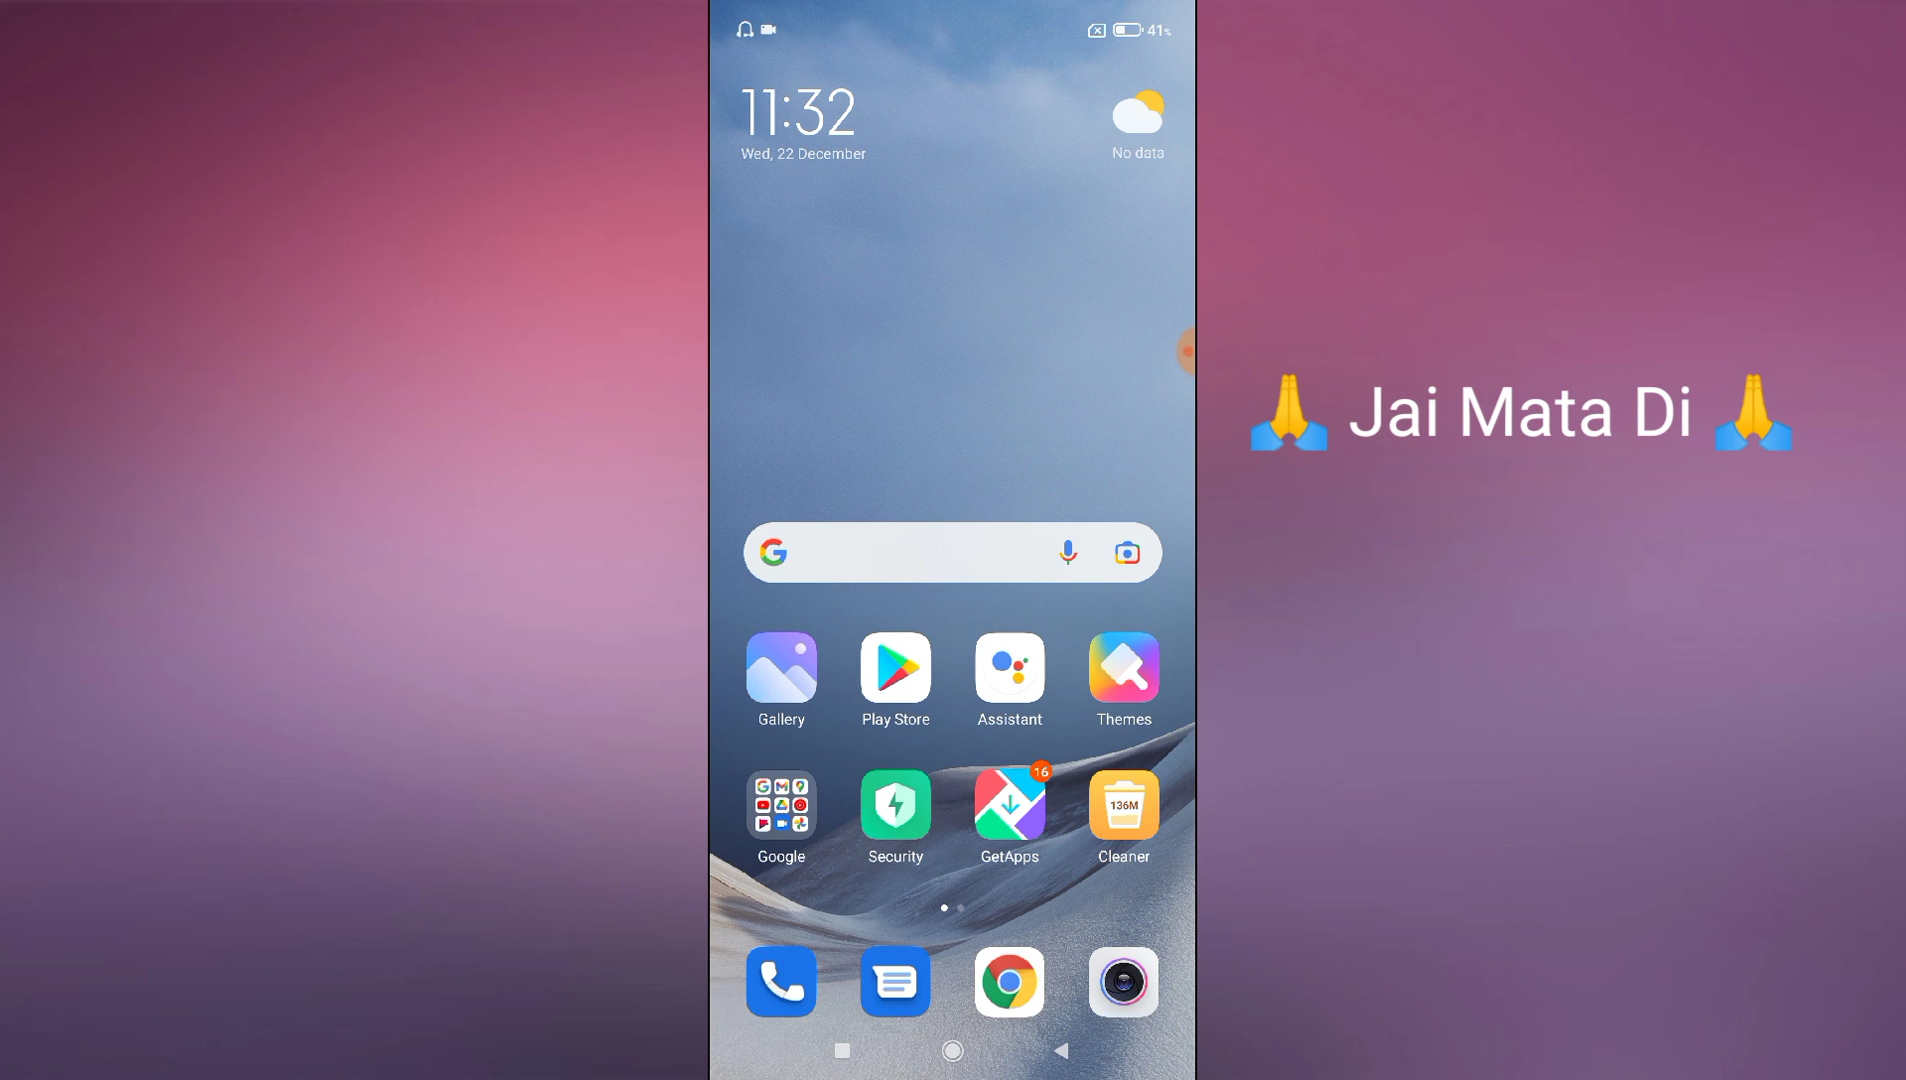 41%
11:32
Wed, 22 December
No data
🙏 Jai Mata Di 🙏
Gallery
Play Store
Assistant
Themes
16
136M
Google
Security
GetApps
Cleaner